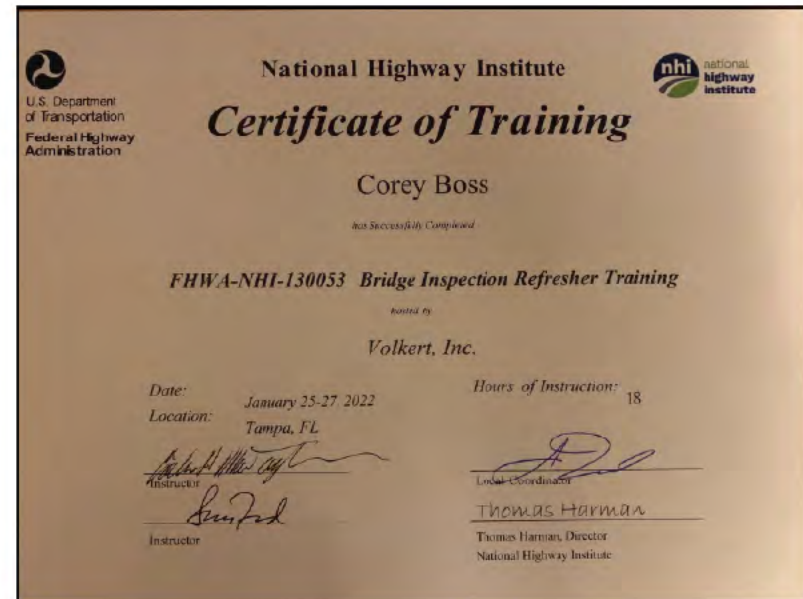 U.S. Department
of Transportation
Federal Highway
Administration
National Highway Institute
nhi national
highway
institute
Certificate of Training
Corey Boss
has Successfully Completed
FHWA-NHI-130053 Bridge Inspection Refresher Training
hosted by
Volkert, Inc.
Date: January 25-27, 2022
Location: Tampa, FL
Hours of Instruction: 18
Instructor
Local Coordinator
Instructor
Thomas Harman
Thomas Harman, Director
National Highway Institute